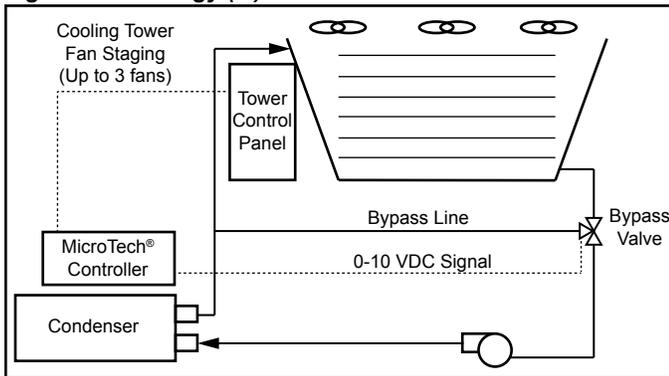 Cooling Tower
Fan Staging
(Up to 3 fans)
Tower
Control
Panel
Bypass Line
Bypass
Valve
MicroTech®
Controller
0-10 VDC Signal
Condenser